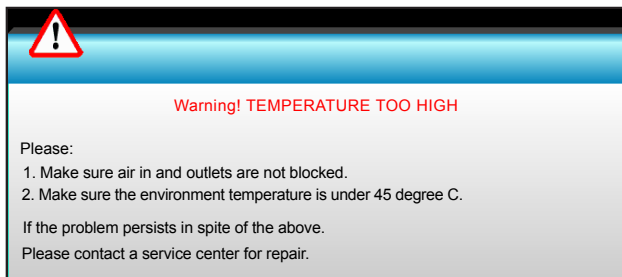 !
Warning! TEMPERATURE TOO HIGH
Please:
1. Make sure air in and outlets are not blocked.
2. Make sure the environment temperature is under 45 degree C.
If the problem persists in spite of the above.
Please contact a service center for repair.